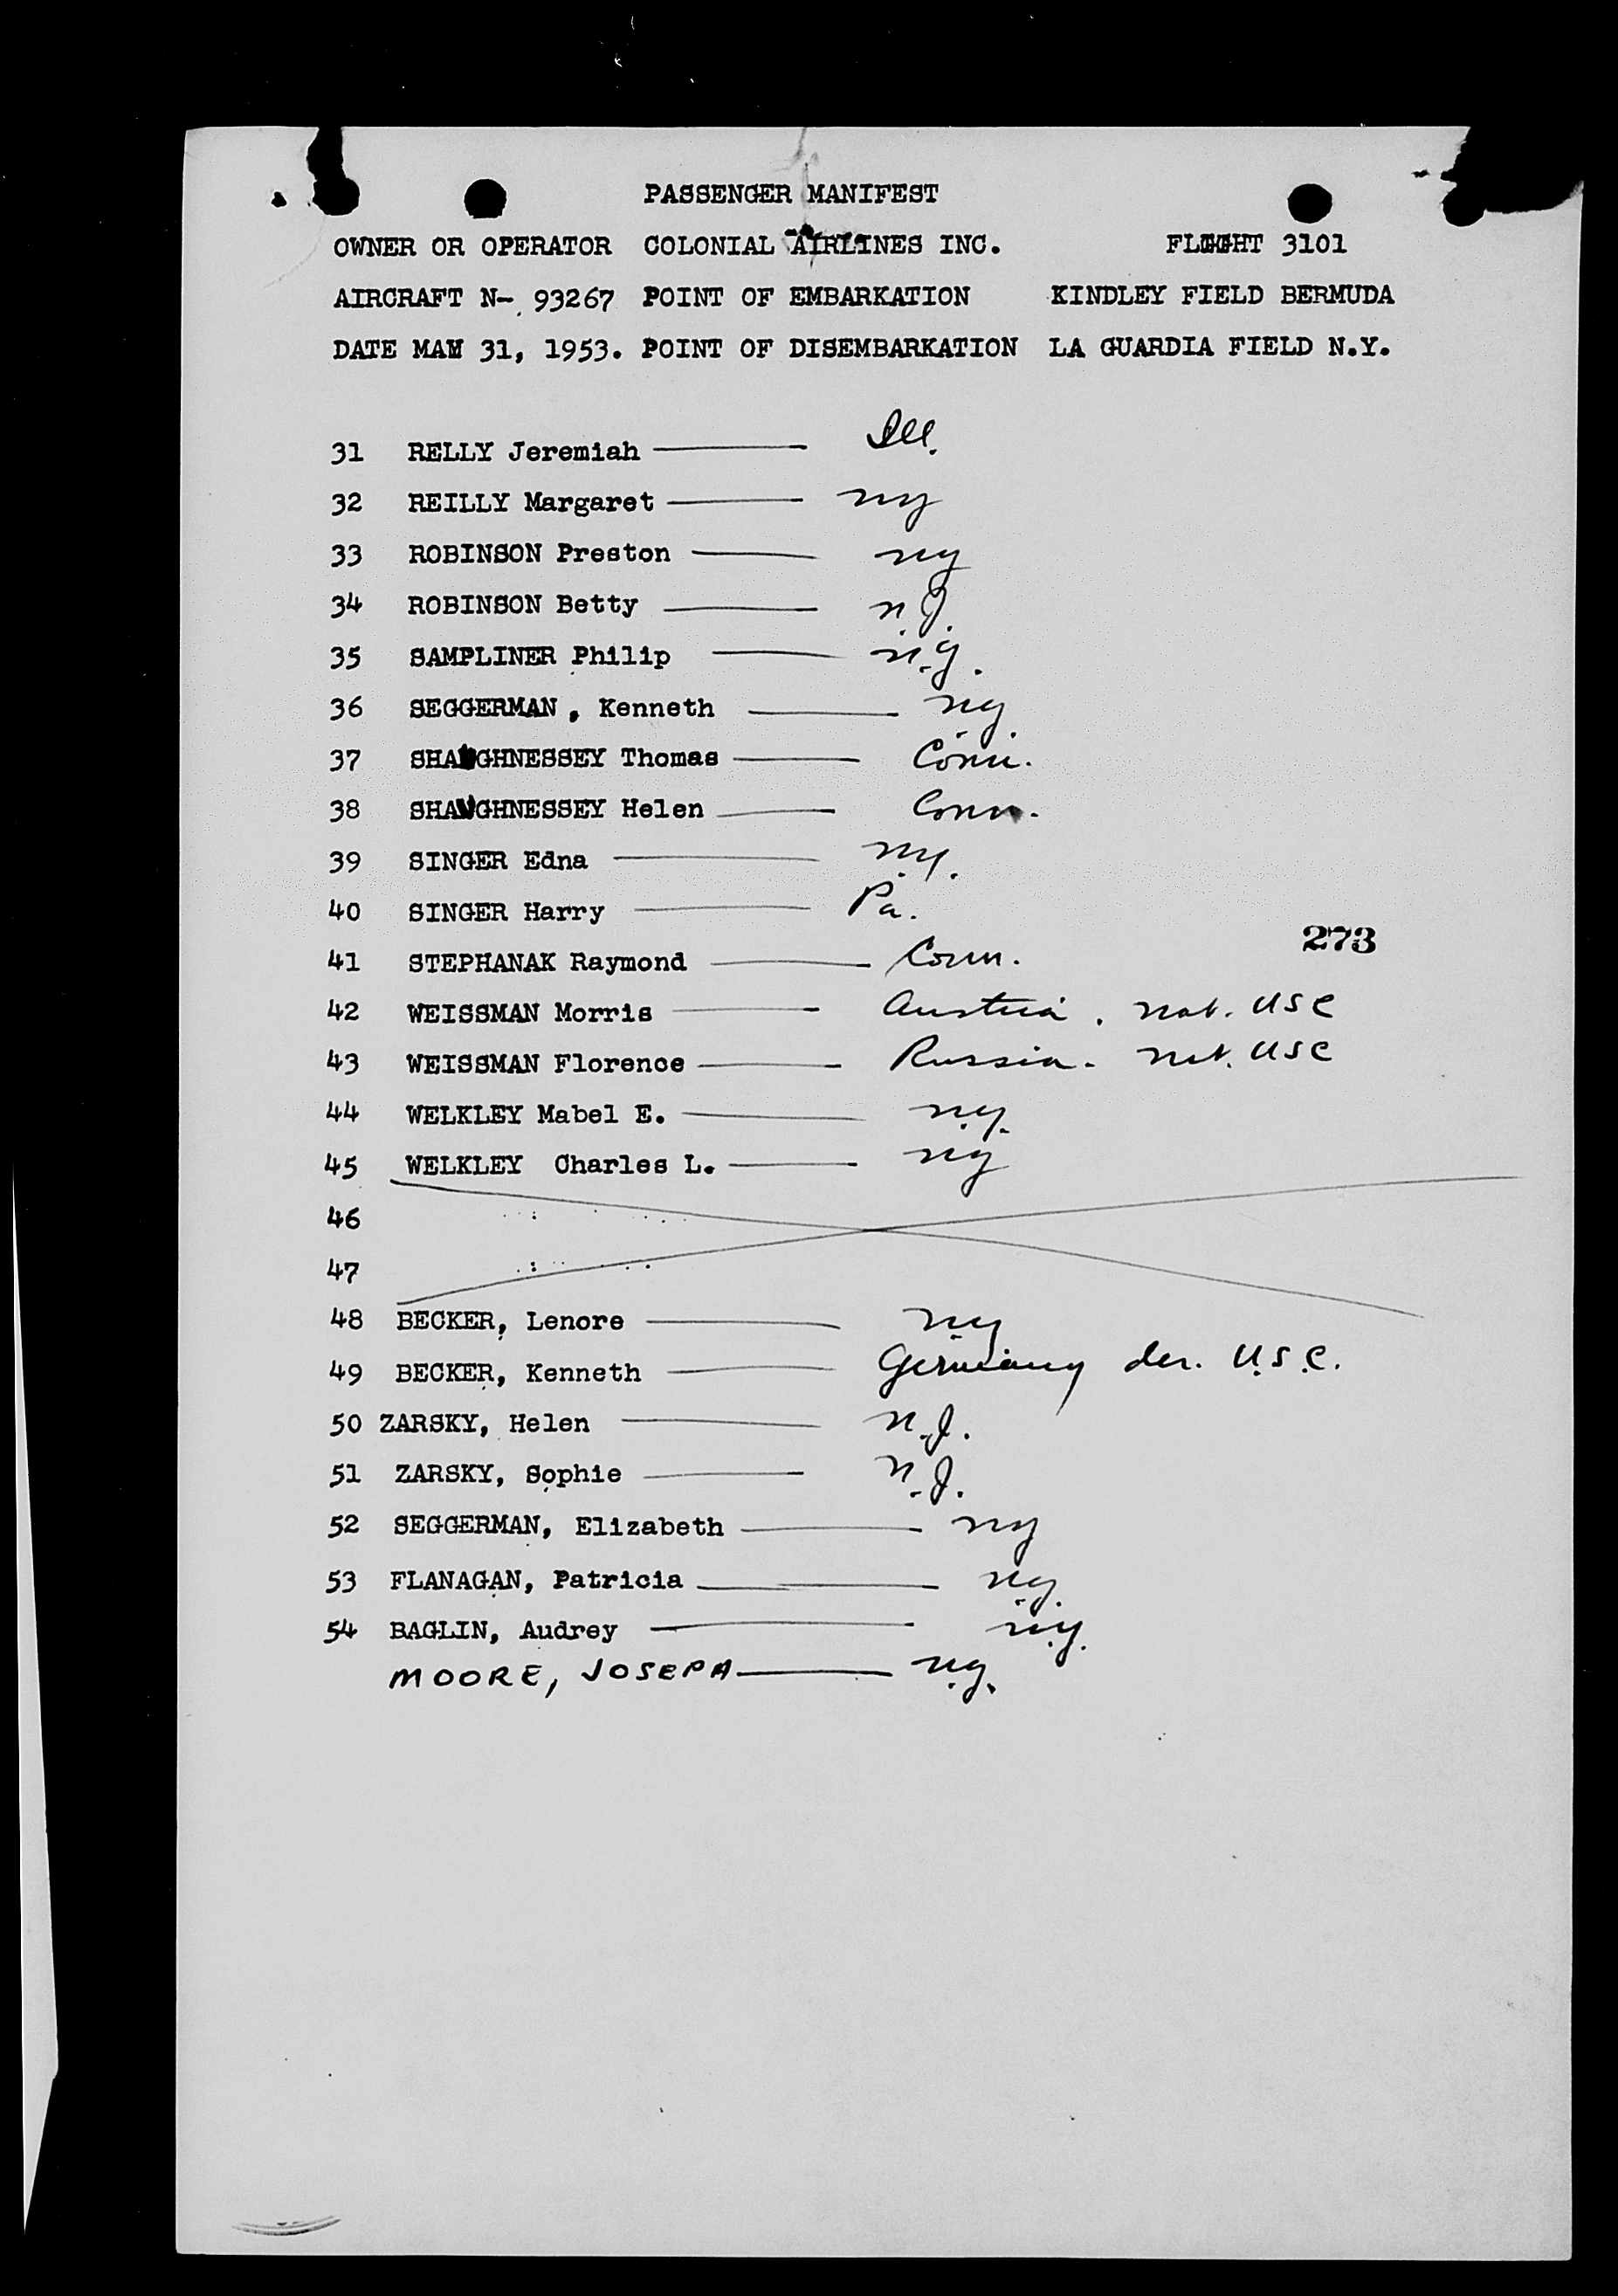 PASSENGER MANIFEST
OWNER OR OPERATOR COLONIAL AIRLINES INC. FLIGHT 3101
AIRCRAFT N- 93267 POINT OF EMBARKATION KINDLEY FIELD BERMUDA
DATE MAY 31, 1953. POINT OF DISEMBARKATION LA GUARDIA FIELD N.Y.
31 RELLY Jeremiah Ill.
32 REILLY Margaret NY
33 ROBINSON Preston NY
34 ROBINSON Betty N.J.
35 SAMPLINER Philip N.Y.
36 SEGGERMAN, Kenneth N.Y.
37 SHAUGHNESSEY Thomas Conn.
38 SHAUGHNESSEY Helen Conn.
39 SINGER Edna N.Y.
40 SINGER Harry Pa.
273
41 STEPHANAK Raymond Conn.
42 WEISSMAN Morris Austria. Nat. USC
43 WEISSMAN Florence Russia - Nat. USC
44 WELKLEY Mabel E. N.Y.
45 WELKLEY Charles L. NY
46
47
48 BECKER, Lenore NY
49 BECKER, Kenneth Germany der. U.S.C.
50 ZARSKY, Helen N.J.
51 ZARSKY, Sophie N.J.
52 SEGGERMAN, Elizabeth NY
53 FLANAGAN, Patricia N.Y.
54 BAGLIN, Audrey N.Y.
MOORE, JOSEPH N.Y.